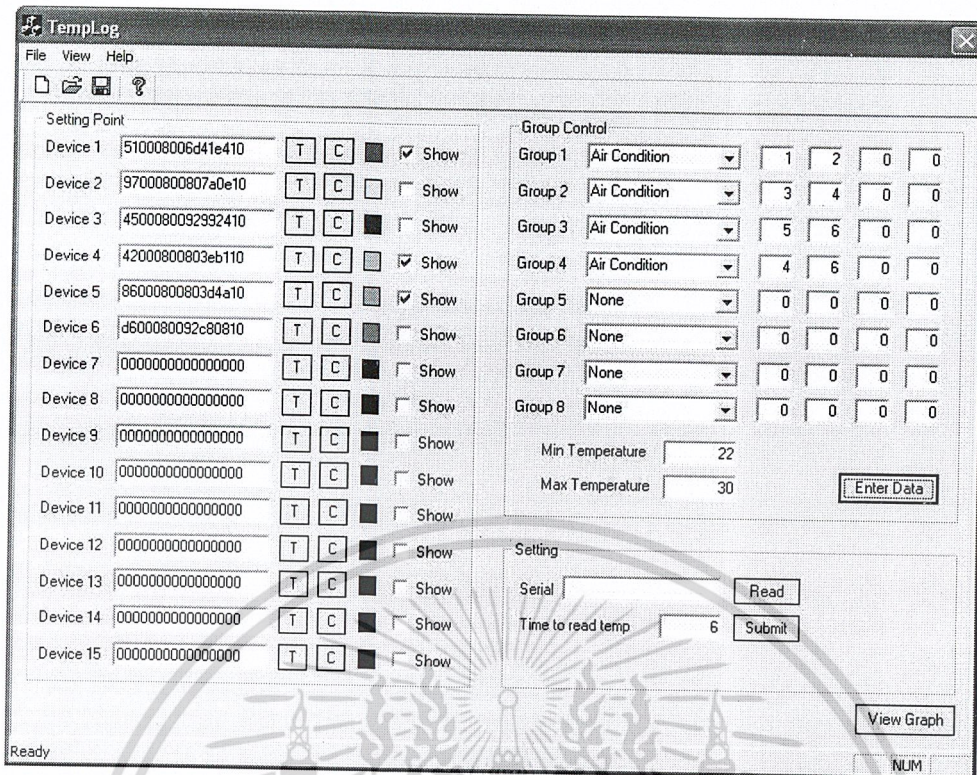 TempLog
File View Help
Setting Point
Device 1 510008006d41e410 T C Show
Device 2 97000800807a0e10 T C Show
Device 3 4500080092992410 T C Show
Device 4 42000800803eb110 T C Show
Device 5 86000800803d4a10 T C Show
Device 6 d600080092c80810 T C Show
Device 7 0000000000000000 T C Show
Device 8 0000000000000000 T C Show
Device 9 0000000000000000 T C Show
Device 10 0000000000000000 T C Show
Device 11 0000000000000000 T C Show
Device 12 0000000000000000 T C Show
Device 13 0000000000000000 T C Show
Device 14 0000000000000000 T C Show
Device 15 0000000000000000 T C Show
Group Control
Group 1 Air Condition 1 2 0 0
Group 2 Air Condition 3 4 0 0
Group 3 Air Condition 5 6 0 0
Group 4 Air Condition 4 6 0 0
Group 5 None 0 0 0 0
Group 6 None 0 0 0 0
Group 7 None 0 0 0 0
Group 8 None 0 0 0 0
Min Temperature 22
Max Temperature 30
Enter Data
Setting
Serial Read
Time to read temp 6 Submit
View Graph
Ready NUM